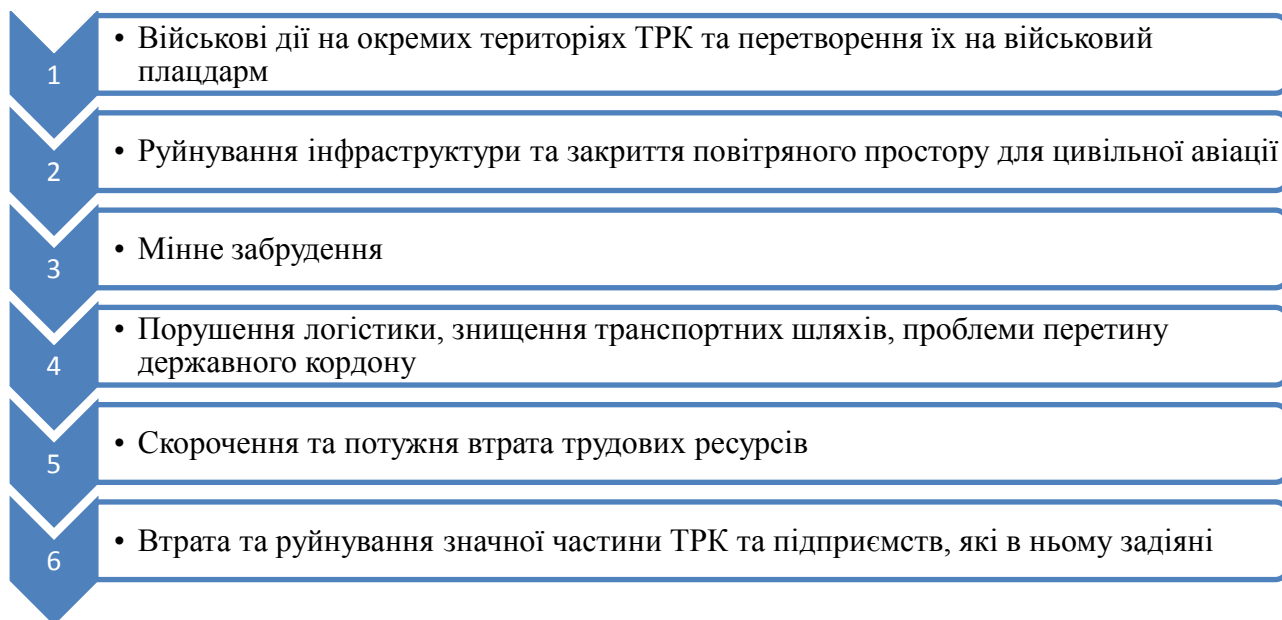 1
• Військові дії на окремих територіях ТРК та перетворення їх на військовий
плацдарм
2
• Руйнування інфраструктури та закриття повітряного простору для цивільної авіації
3
• Мінне забрудення
4
• Порушення логістики, знищення транспортних шляхів, проблеми перетину
державного кордону
5
• Скорочення та потужна втрата трудових ресурсів
6
• Втрата та руйнування значної частини ТРК та підприємств, які в ньому задіяні